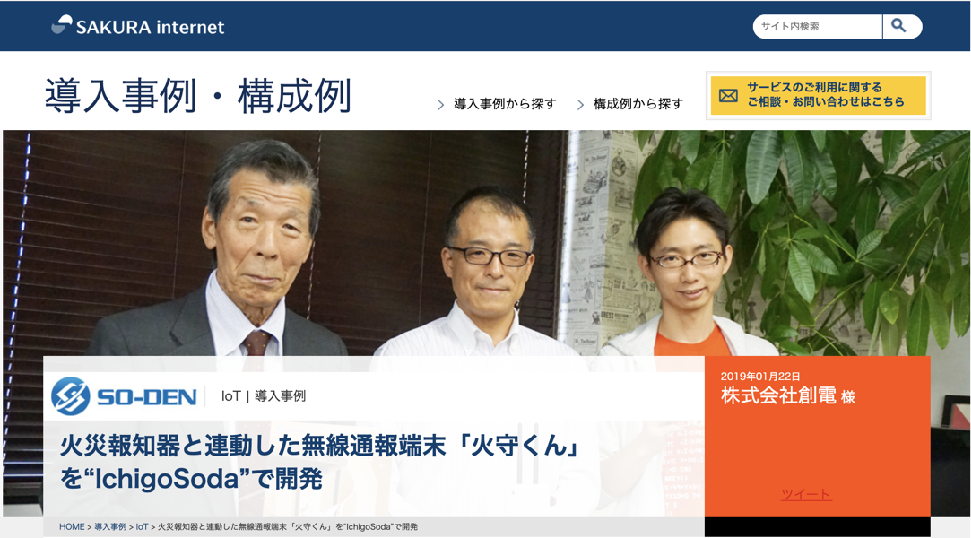 SAKURA internet
サイト内検索
導入事例・構成例
導入事例から探す
構成例から探す
サービスのご利用に関する
ご相談・お問い合わせはこちら
SO-DEN
IoT | 導入事例
2019年01月22日
株式会社創電 様
火災報知器と連動した無線通報端末「火守くん」
を“IchigoSoda”で開発
ツイート
HOME > 導入事例 > IoT > 火災報知器と連動した無線通報端末「火守くん」を“IchigoSoda”で開発